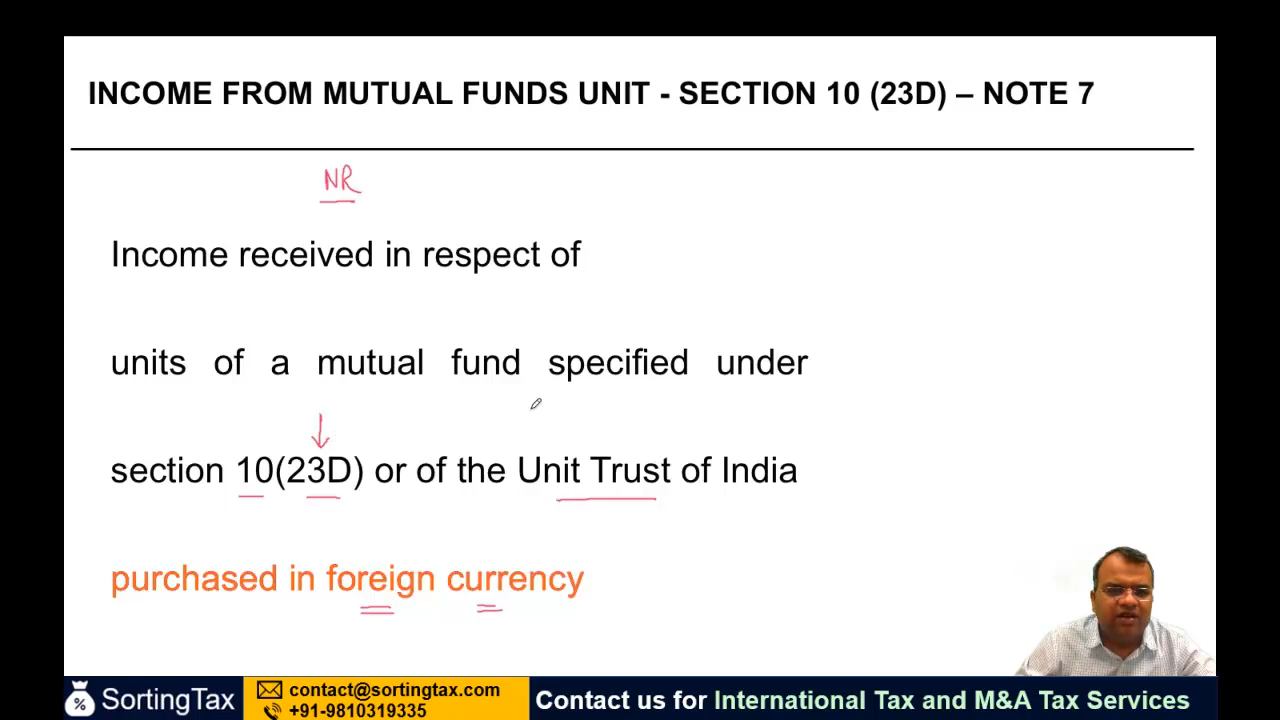 INCOME FROM MUTUAL FUNDS UNIT - SECTION 10 (23D) – NOTE 7
NR
Income received in respect of
units of a mutual fund specified under
section 10(23D) or of the Unit Trust of India
purchased in foreign currency
SortingTax
contact@sortingtax.com
+91-9810319335
Contact us for International Tax and M&A Tax Services